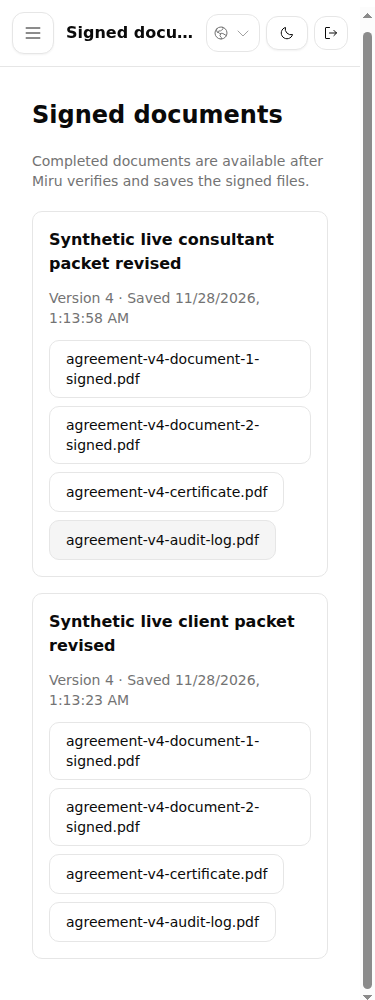 Signed docu...
Signed documents
Completed documents are available after
Miru verifies and saves the signed files.
Synthetic live consultant
packet revised
Version 4 · Saved 11/28/2026,
1:13:58 AM
agreement-v4-document-1-
signed.pdf
agreement-v4-document-2-
signed.pdf
agreement-v4-certificate.pdf
agreement-v4-audit-log.pdf
Synthetic live client packet
revised
Version 4 · Saved 11/28/2026,
1:13:23 AM
agreement-v4-document-1-
signed.pdf
agreement-v4-document-2-
signed.pdf
agreement-v4-certificate.pdf
agreement-v4-audit-log.pdf